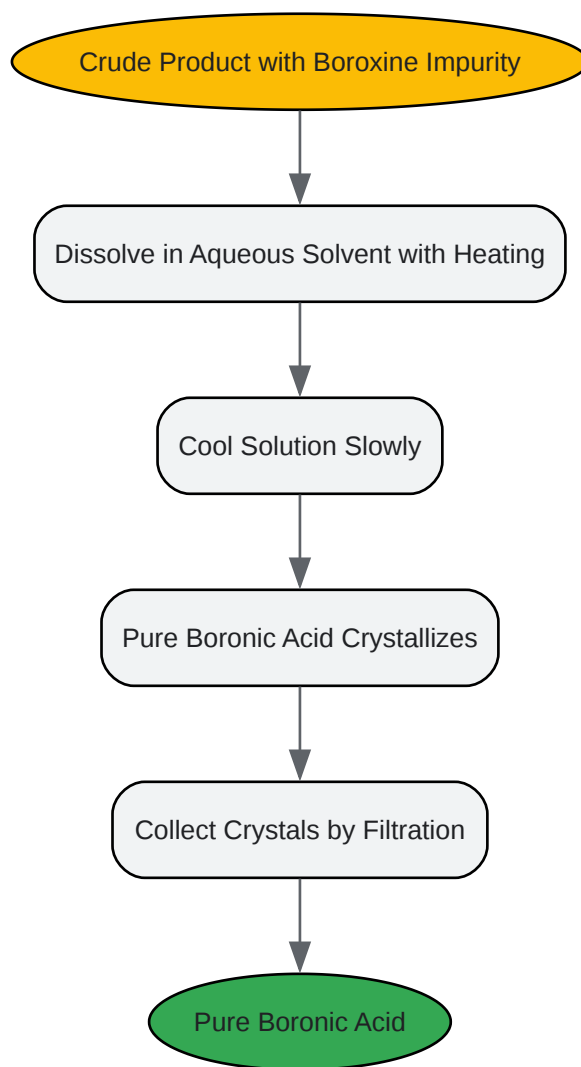 Crude Product with Boroxine Impurity
Dissolve in Aqueous Solvent with Heating
Cool Solution Slowly
Pure Boronic Acid Crystallizes
Collect Crystals by Filtration
Pure Boronic Acid